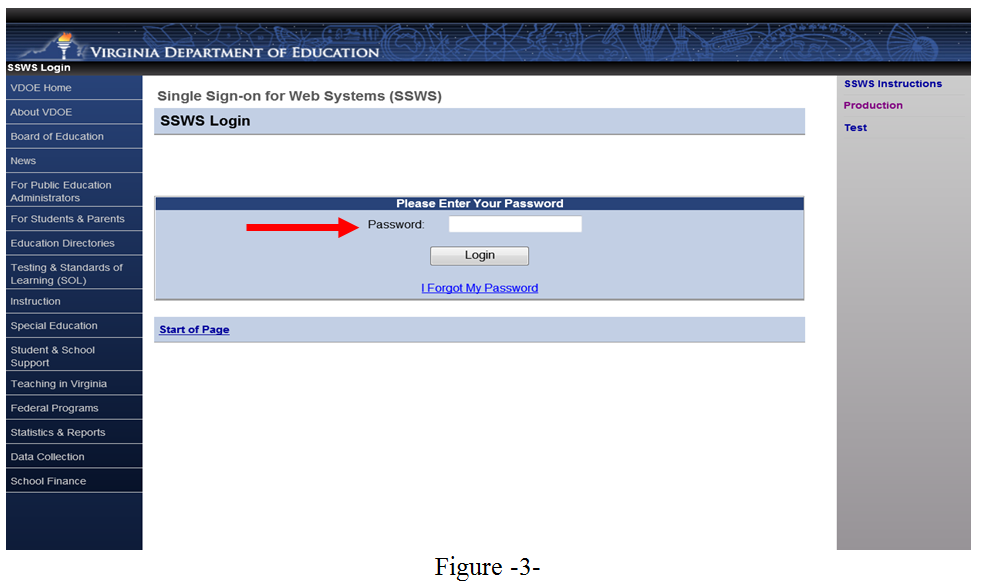 VIRGINIA DEPARTMENT OF EDUCATION
SSWS Login
VDOE Home
About VDOE
Board of Education
News
For Public Education
Administrators
For Students & Parents
Education Directories
Testing & Standards of
Learning (SOL)
Instruction
Special Education
Student & School
Support
Teaching in Virginia
Federal Programs
Statistics & Reports
Data Collection
School Finance
Single Sign-on for Web Systems (SSWS)
SSWS Login
Please Enter Your Password
Password:
Login
I Forgot My Password
Start of Page
SSWS Instructions
Production
Test
Figure -3-